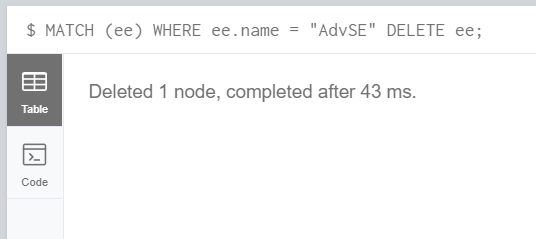 $ MATCH (ee) WHERE ee.name = "AdvSE" DELETE ee;
Table
Deleted 1 node, completed after 43 ms.
Code